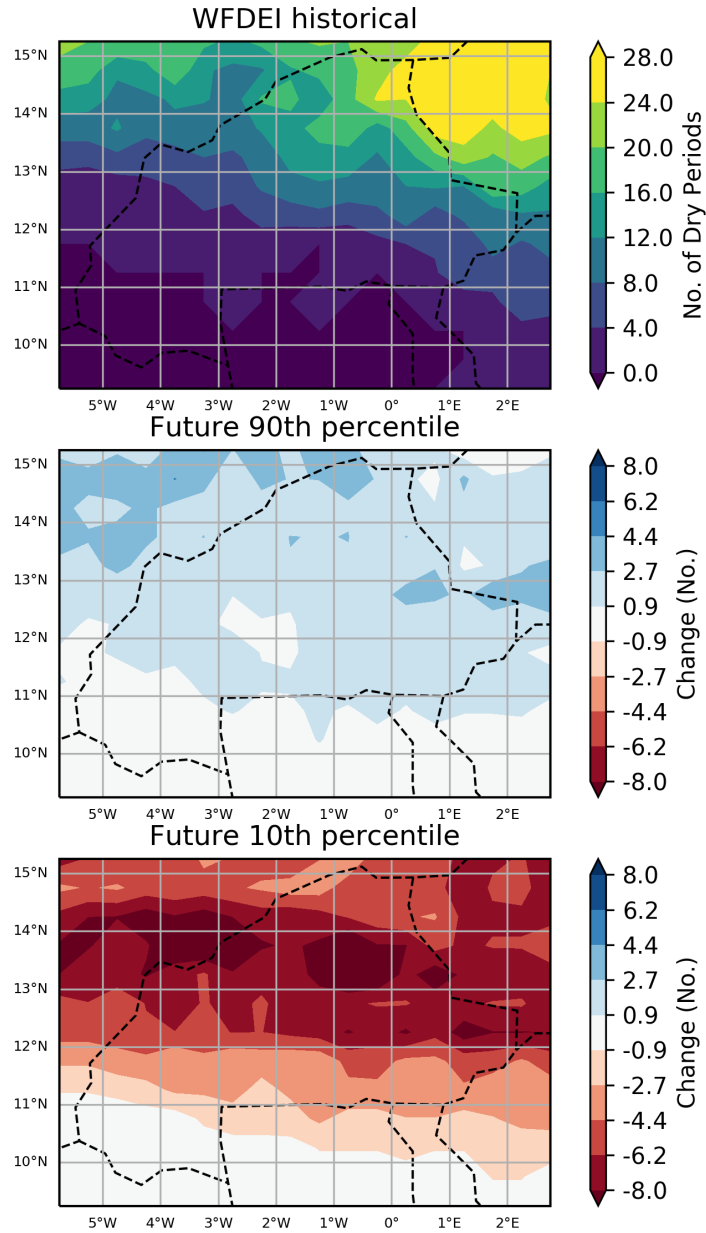 WFDEI historical
15°N
14°N
13°N
12°N
11°N
10°N
5°W 4°W 3°W 2°W 1°W 0° 1°E 2°E
28.0
24.0
20.0
16.0
12.0
8.0
4.0
0.0
No. of Dry Periods
Future 90th percentile
15°N
14°N
13°N
12°N
11°N
10°N
5°W 4°W 3°W 2°W 1°W 0° 1°E 2°E
8.0
6.2
4.4
2.7
0.9
-0.9
-2.7
-4.4
-6.2
-8.0
Change (No.)
Future 10th percentile
15°N
14°N
13°N
12°N
11°N
10°N
5°W 4°W 3°W 2°W 1°W 0° 1°E 2°E
8.0
6.2
4.4
2.7
0.9
-0.9
-2.7
-4.4
-6.2
-8.0
Change (No.)